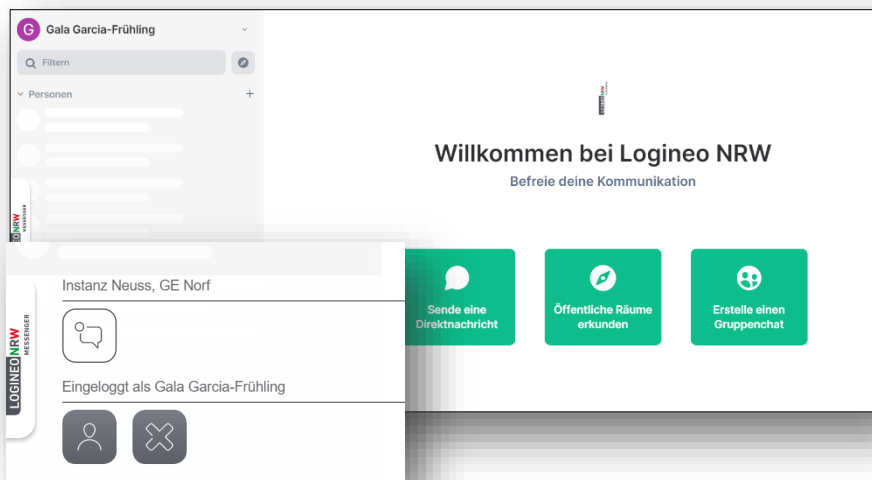 G
Gala Garcia-Frühling
Filtern
Personen
Willkommen bei Logineo NRW
Befreie deine Kommunikation
Sende eine
Direktnachricht
Öffentliche Räume
erkunden
Erstelle einen
Gruppenchat
Instanz Neuss, GE Norf
LOGINEO NRW
MESSENGER
Eingeloggt als Gala Garcia-Frühling